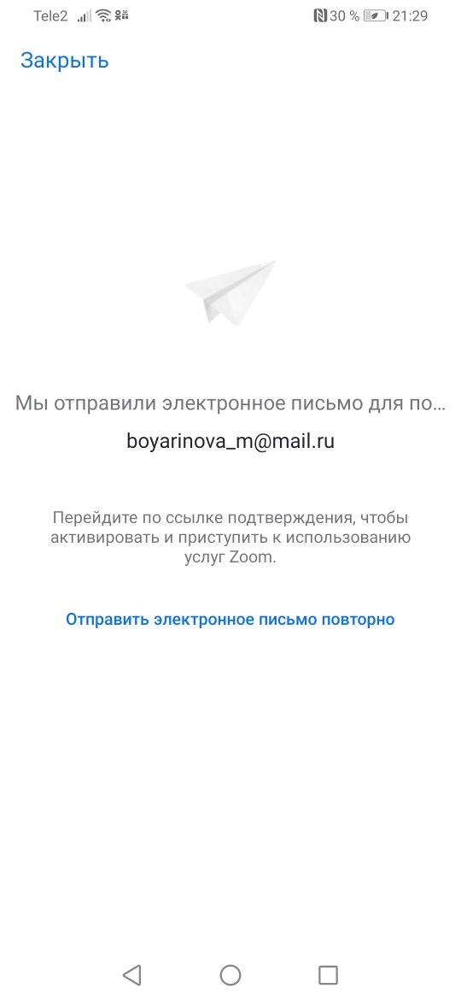 Tele2 30 % 21:29
Закрыть
Мы отправили электронное письмо для по...
boyarinova_m@mail.ru
Перейдите по ссылке подтверждения, чтобы
активировать и приступить к использованию
услуг Zoom.
Отправить электронное письмо повторно